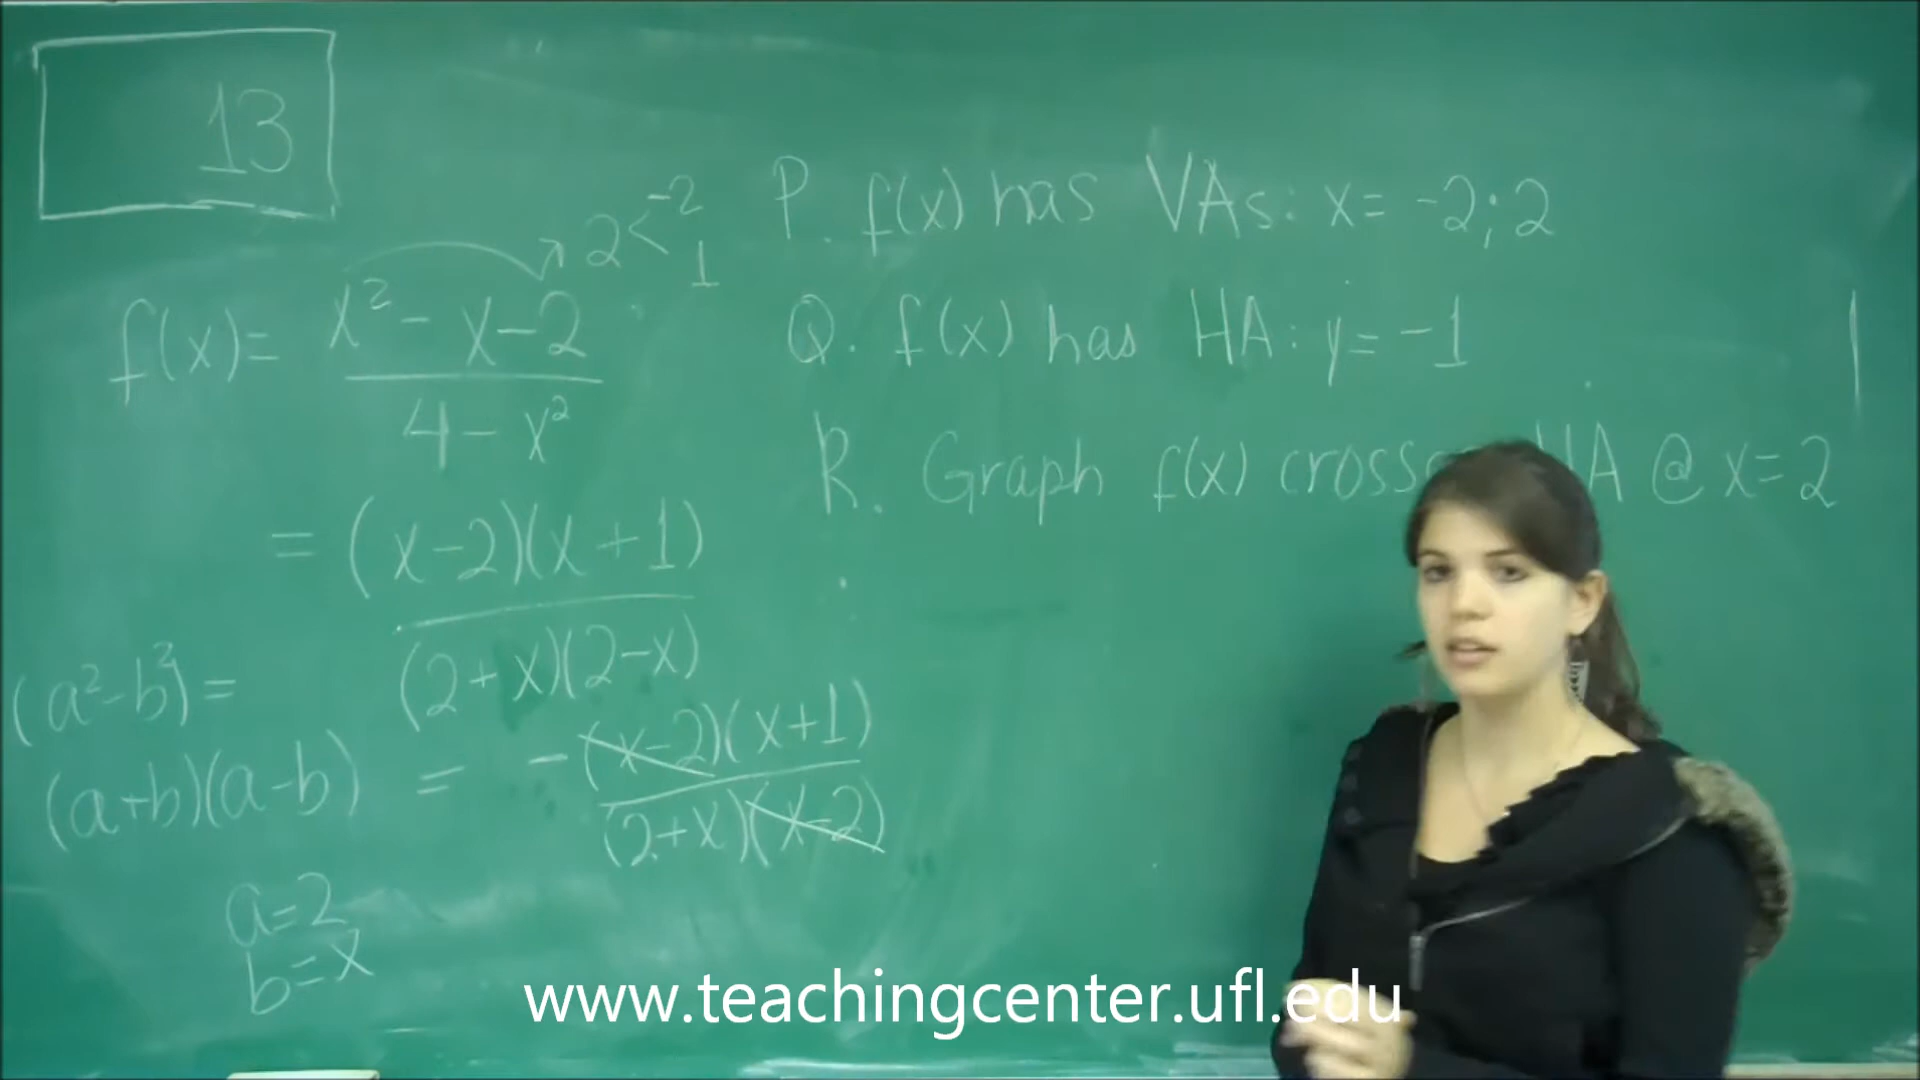 13
2 < -2
1
f(x) = x² - x - 2
4 - x²
= (x-2)(x+1)
(2+x)(2-x)
(a²-b²) =
(a+b)(a-b)
= -(x-2)(x+1)
(2+x)(x-2)
a=2
b=x
P. f(x) has VAs: x= -2; 2
Q. f(x) has HA: y= -1
R. Graph f(x) HA @ x=2
www.teachingcenter.ufl.edu